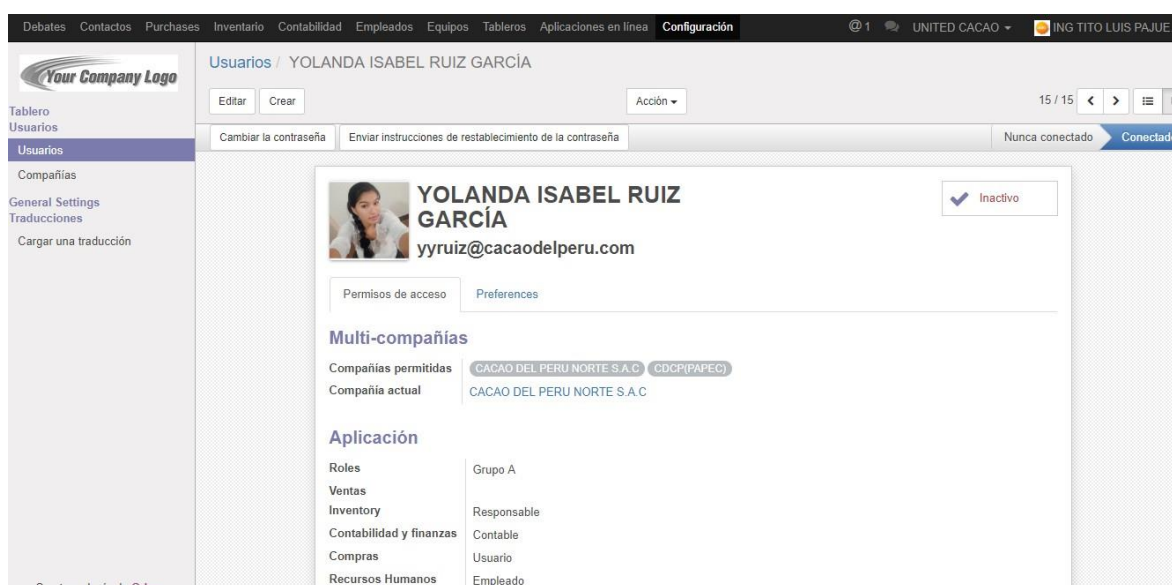 Debates Contactos Purchases Inventario Contabilidad Empleados Equipos Tableros Aplicaciones en línea Configuración @ 1 UNITED CACAO ING TITO LUIS PAJUE
Your Company Logo
Usuarios / YOLANDA ISABEL RUIZ GARCÍA
Editar Crear Acción 15 / 15
Tablero
Usuarios
Cambiar la contraseña Enviar instrucciones de restablecimiento de la contraseña Nunca conectado Conectado
Usuarios
Compañías
General Settings
Traducciones
Cargar una traducción
YOLANDA ISABEL RUIZ
GARCÍA
yyruiz@cacaodelperu.com
Inactivo
Permisos de acceso Preferences
Multi-compañías
Compañías permitidas CACAO DEL PERU NORTE S.A.C CDCP(PAPEC)
Compañía actual CACAO DEL PERU NORTE S.A.C
Aplicación
Roles Grupo A
Ventas
Inventory Responsable
Contabilidad y finanzas Contable
Compras Usuario
Recursos Humanos Empleado